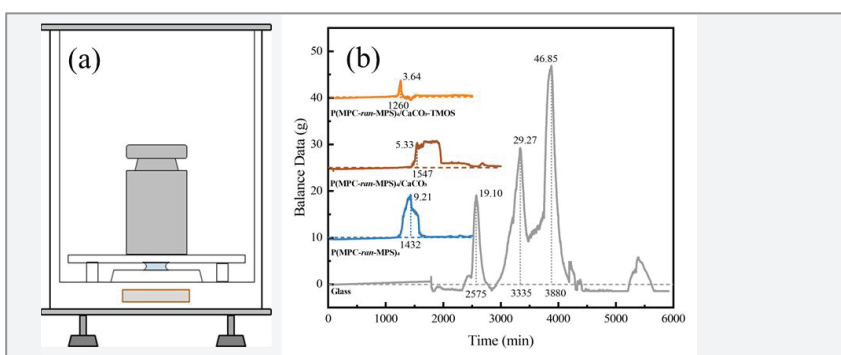 (a)
(b)
Balance Data (g)
50
40
30
20
10
0
3.64
1260
P(MPC-ran-MPS)₄/CaCO₃-TMOS
5.33
1547
P(MPC-ran-MPS)₄/CaCO₃
9.21
1432
P(MPC-ran-MPS)₄
Glass
19.10
2575
29.27
3335
46.85
3880
0 1000 2000 3000 4000 5000 6000
Time (min)